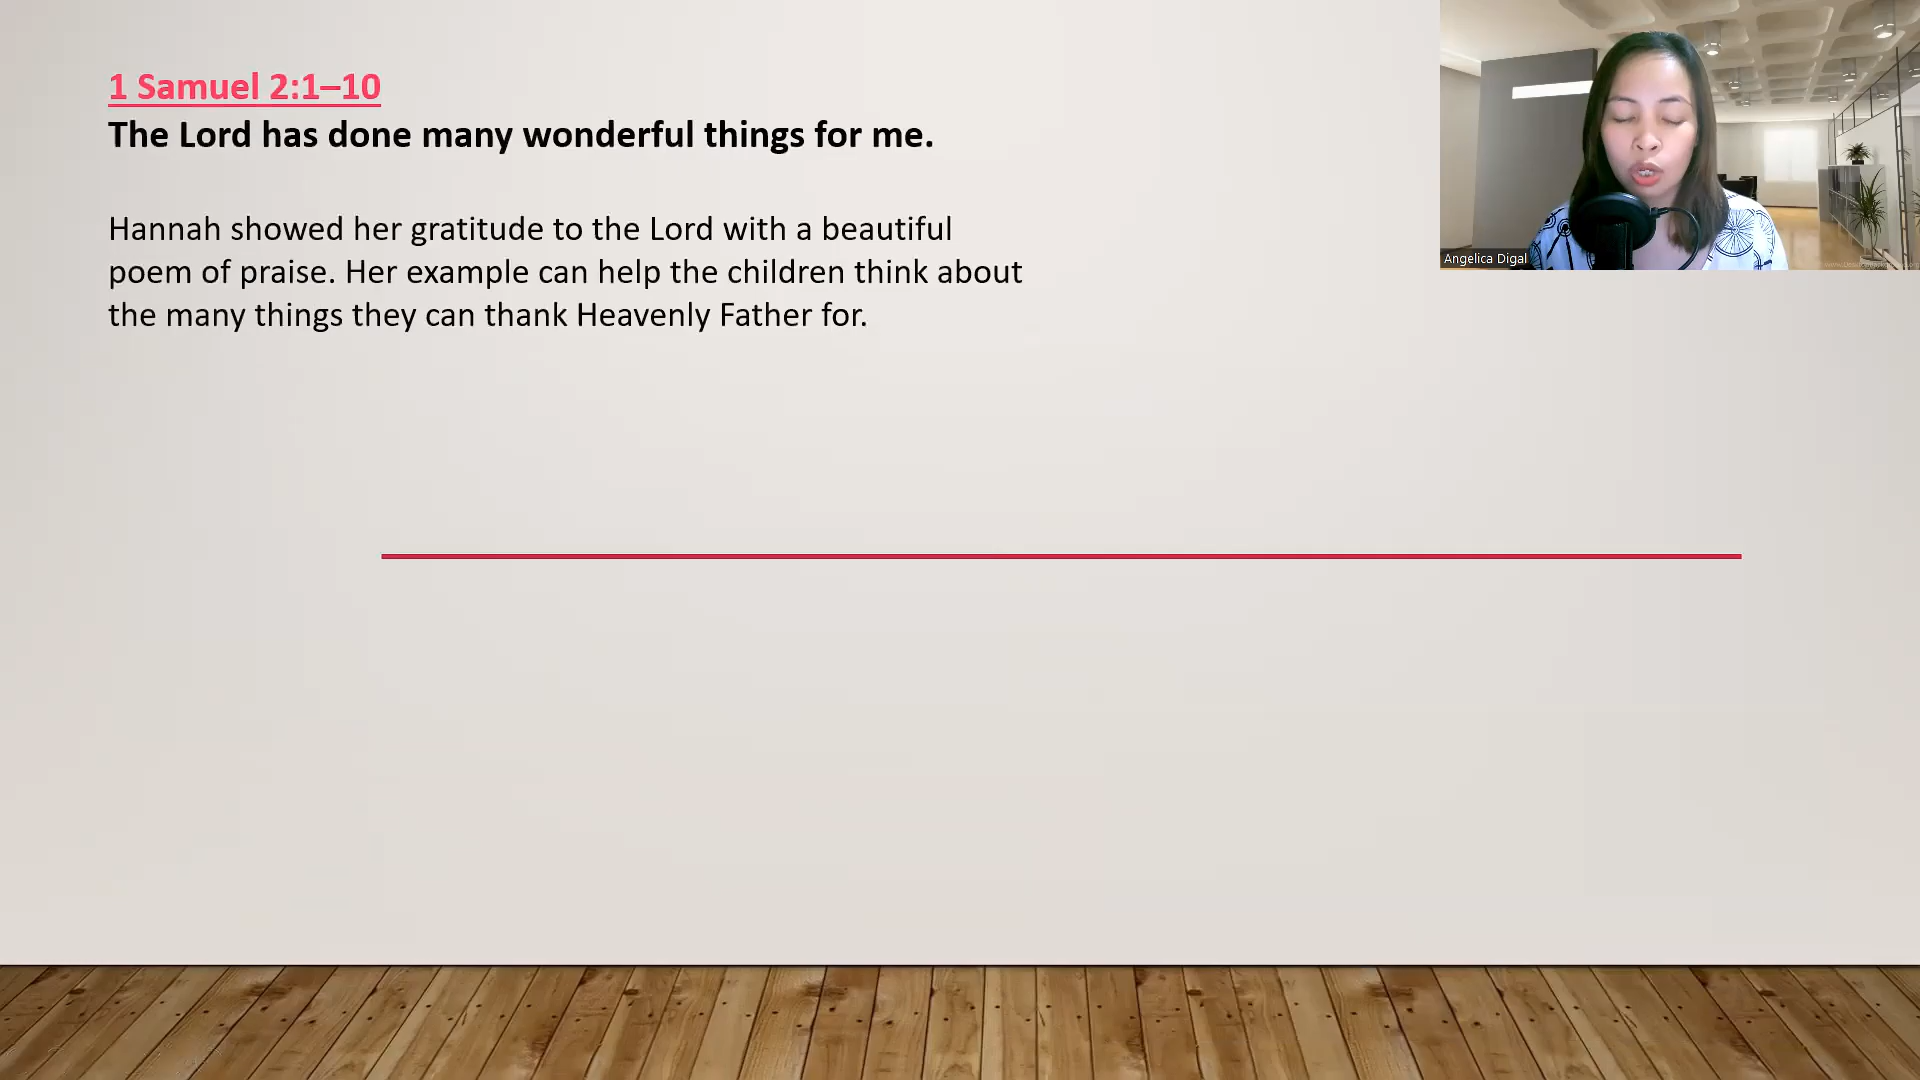 1 Samuel 2:1–10
The Lord has done many wonderful things for me.
Hannah showed her gratitude to the Lord with a beautiful
poem of praise. Her example can help the children think about
the many things they can thank Heavenly Father for.
Angelica Digal